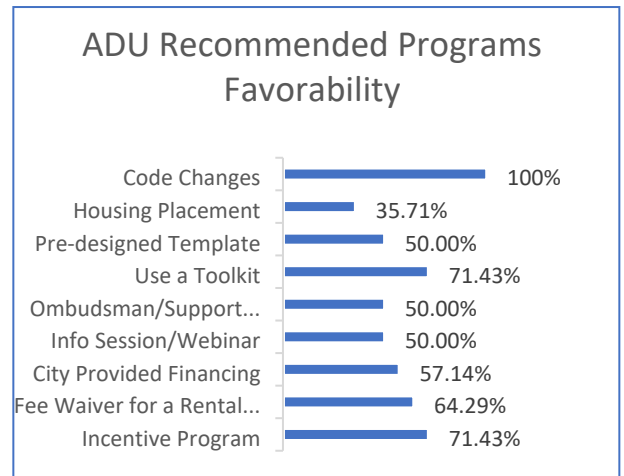 ADU Recommended Programs
Favorability
Code Changes 100%
Housing Placement 35.71%
Pre-designed Template 50.00%
Use a Toolkit 71.43%
Ombudsman/Support... 50.00%
Info Session/Webinar 50.00%
City Provided Financing 57.14%
Fee Waiver for a Rental... 64.29%
Incentive Program 71.43%